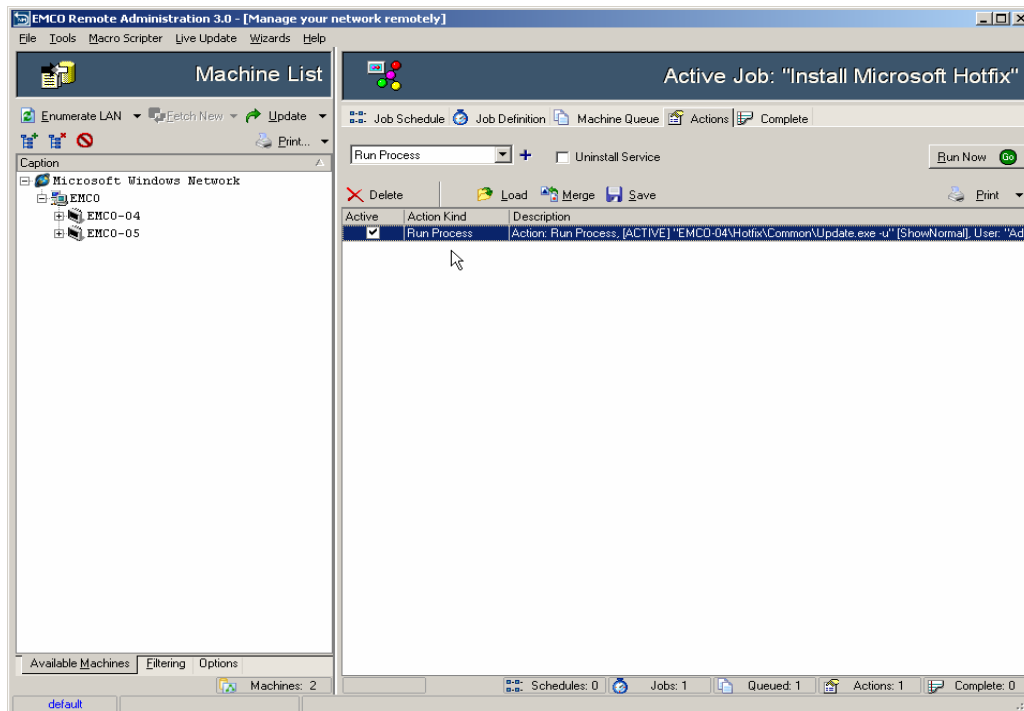 EMCO Remote Administration 3.0 - [Manage your network remotely]
File Tools Macro Scripter Live Update Wizards Help
Machine List
Active Job: "Install Microsoft Hotfix"
Enumerate LAN Fetch New Update
Print...
Job Schedule Job Definition Machine Queue Actions Complete
Caption
Run Process Uninstall Service Run Now Go
Microsoft Windows Network
EMCO
EMCO-04
EMCO-05
Delete Load Merge Save Print
Active Action Kind Description
Run Process Action: Run Process, [ACTIVE] "EMCO-04\Hotfix\Common\Update.exe -u" [ShowNormal], User: "Ad
Available Machines Filtering Options
Machines: 2
Schedules: 0 Jobs: 1 Queued: 1 Actions: 1 Complete: 0
default